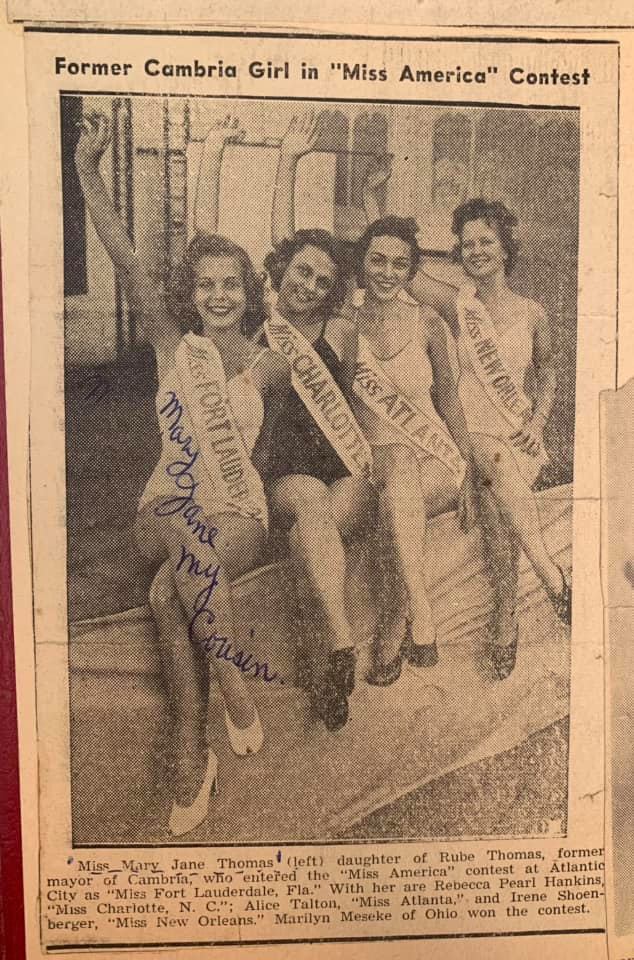 Former Cambria Girl in "Miss America" Contest
Miss FORT LAUDER
Miss CHARLOTTE
Miss ATLANT
Miss NEW ORLE
Mary Jane
my
Cousin.
Miss Mary Jane Thomas (left) daughter of Rube Thomas, former
mayor of Cambria, who entered the "Miss America" contest at Atlantic
City as "Miss Fort Lauderdale, Fla." With her are Rebecca Pearl Hankins,
"Miss Charlotte, N. C."; Alice Talton, "Miss Atlanta," and Irene Shoen-
berger, "Miss New Orleans." Marilyn Meseke of Ohio won the contest.